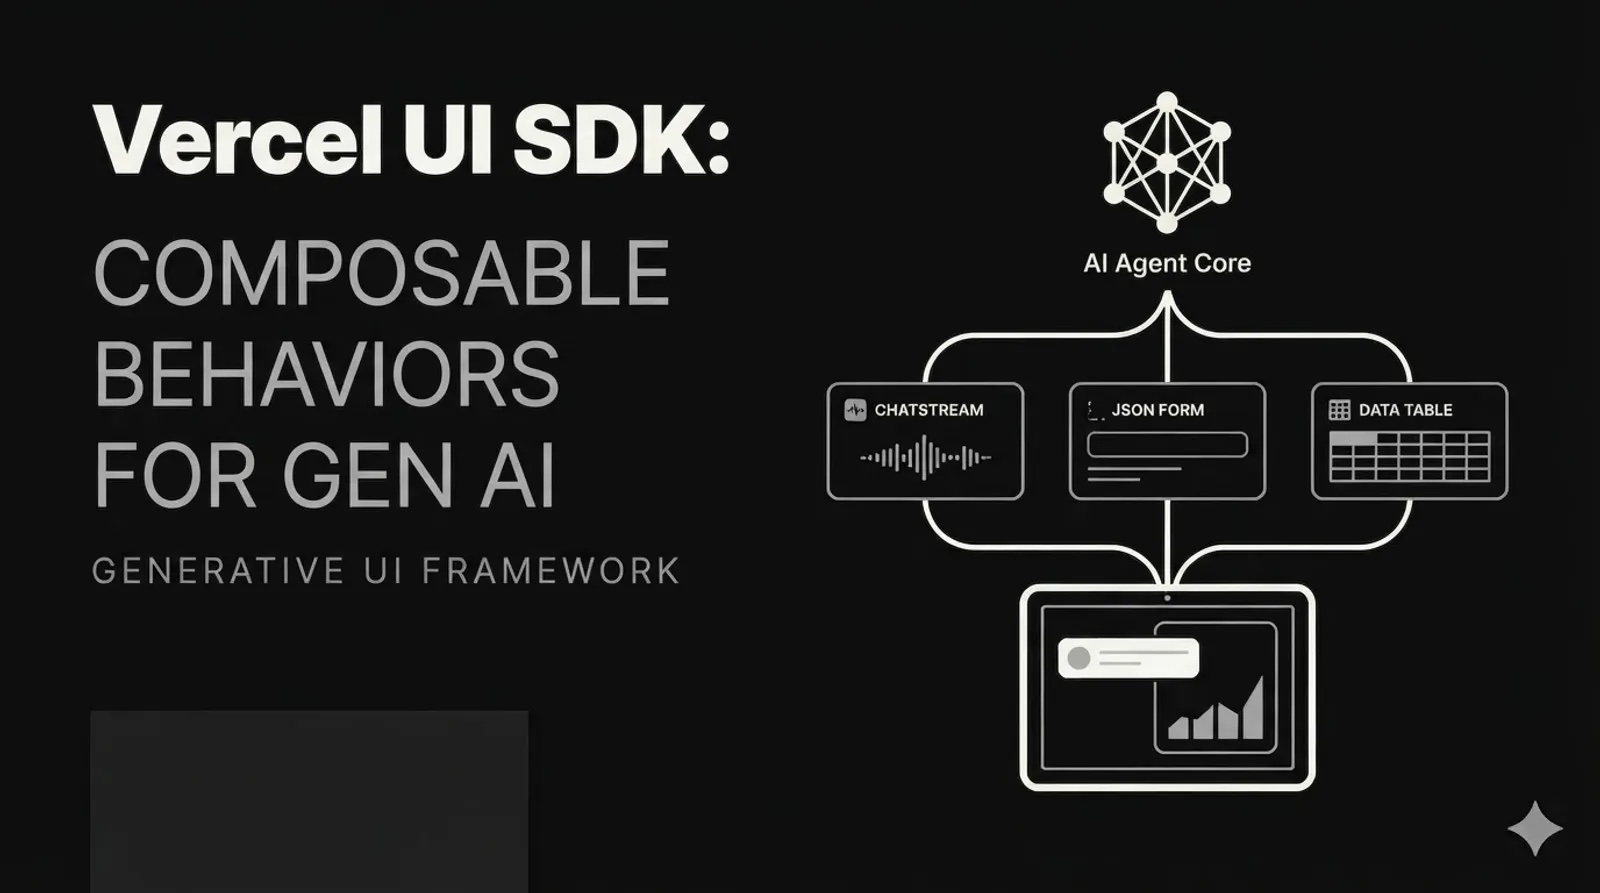 Vercel UI SDK:
COMPOSABLE
BEHAVIORS
FOR GEN AI
GENERATIVE UI FRAMEWORK
AI Agent Core
CHATSTREAM
JSON FORM
DATA TABLE